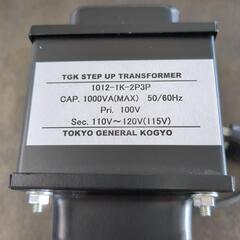 TGK STEP UP TRANSFORMER
1012-1K-2P3P
CAP. 1000VA(MAX) 50/60Hz
Pri. 100V
Sec. 110V～120V(115V)
TOKYO GENERAL KOGYO